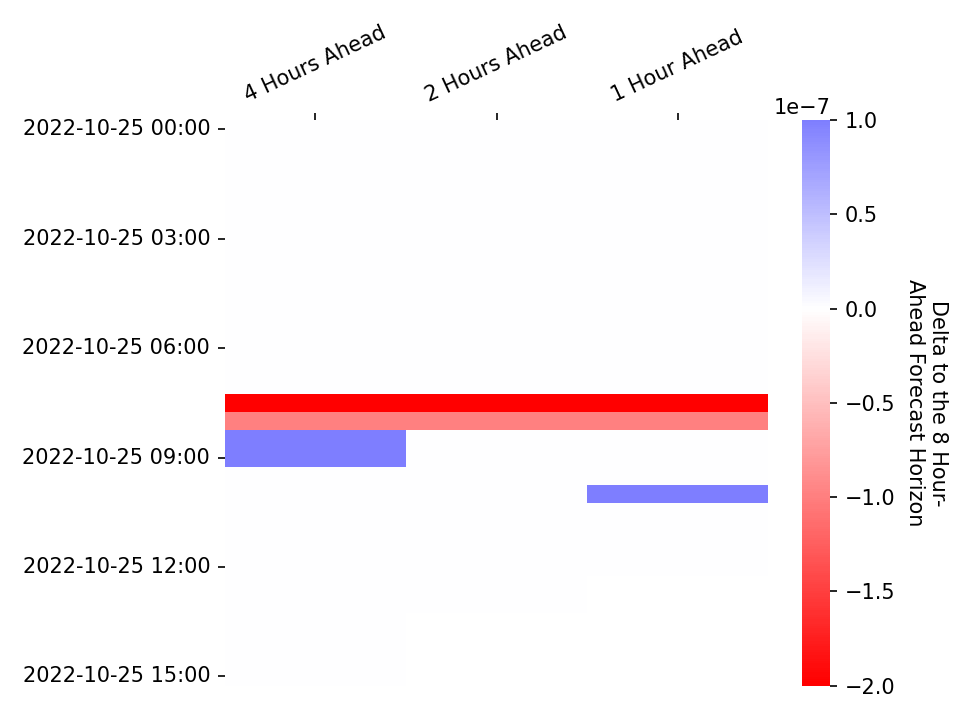 4 Hours Ahead
2 Hours Ahead
1 Hour Ahead
2022-10-25 00:00
2022-10-25 03:00
2022-10-25 06:00
2022-10-25 09:00
2022-10-25 12:00
2022-10-25 15:00
1e−7
1.0
0.5
0.0
−0.5
−1.0
−1.5
−2.0
Delta to the 8 Hour-
Ahead Forecast Horizon